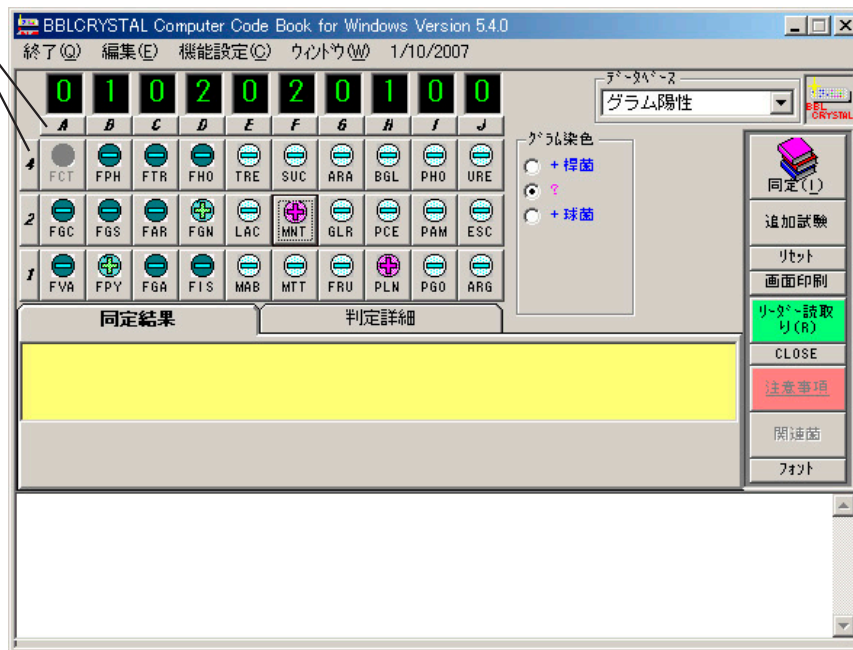 BBLCRYSTAL Computer Code Book for Windows Version 5.4.0
終了(Q) 編集(E) 機能設定(C) ウィンドウ(W) 1/10/2007
0 1 0 2 0 2 0 1 0 0
A B C D E F G H I J
4 FCT FPH FTR FHO TRE SUC ARA BGL PHO URE
2 FGC FGS FAR FGN LAC MNT GLR PCE PAM ESC
1 FVA FPY FGA FIS MAB MTT FRU PLN PGO ARG
データベース
グラム陽性
BBL
CRYSTAL
グラム染色
+ 桿菌
?
+ 球菌
同定(I)
追加試験
リセット
画面印刷
リーダー読取
り(R)
CLOSE
注意事項
関連菌
フォント
同定結果 判定詳細